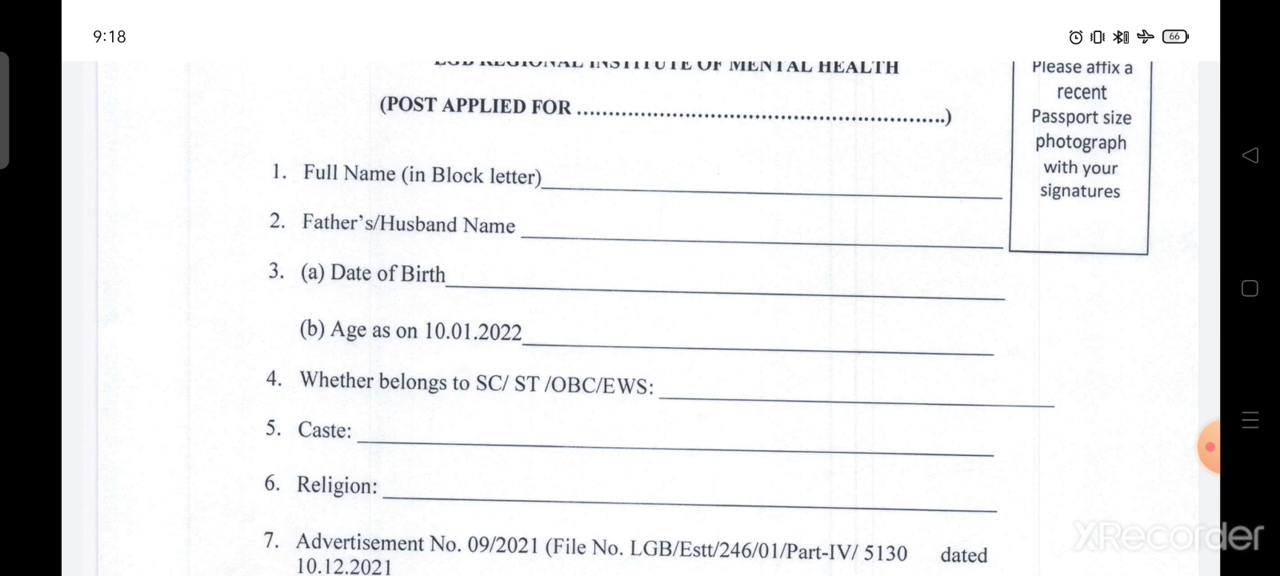 9:18
66
REGIONAL INSTITUTE OF MENTAL HEALTH
(POST APPLIED FOR ............................................................)
Please affix a
recent
Passport size
photograph
with your
signatures
1. Full Name (in Block letter)
2. Father's/Husband Name
3. (a) Date of Birth
(b) Age as on 10.01.2022
4. Whether belongs to SC/ ST /OBC/EWS:
5. Caste:
6. Religion:
7. Advertisement No. 09/2021 (File No. LGB/Estt/246/01/Part-IV/ 5130 dated
10.12.2021
XRecorder